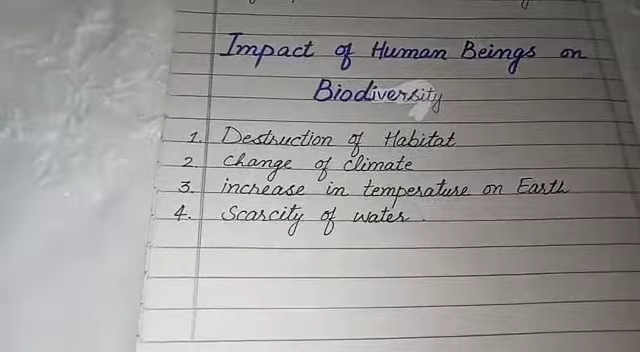 Impact of Human Beings on
Biodiversity
1. Destruction of Habitat
2 change of climate
3. increase in temperature on Earth
4. Scarcity of water.